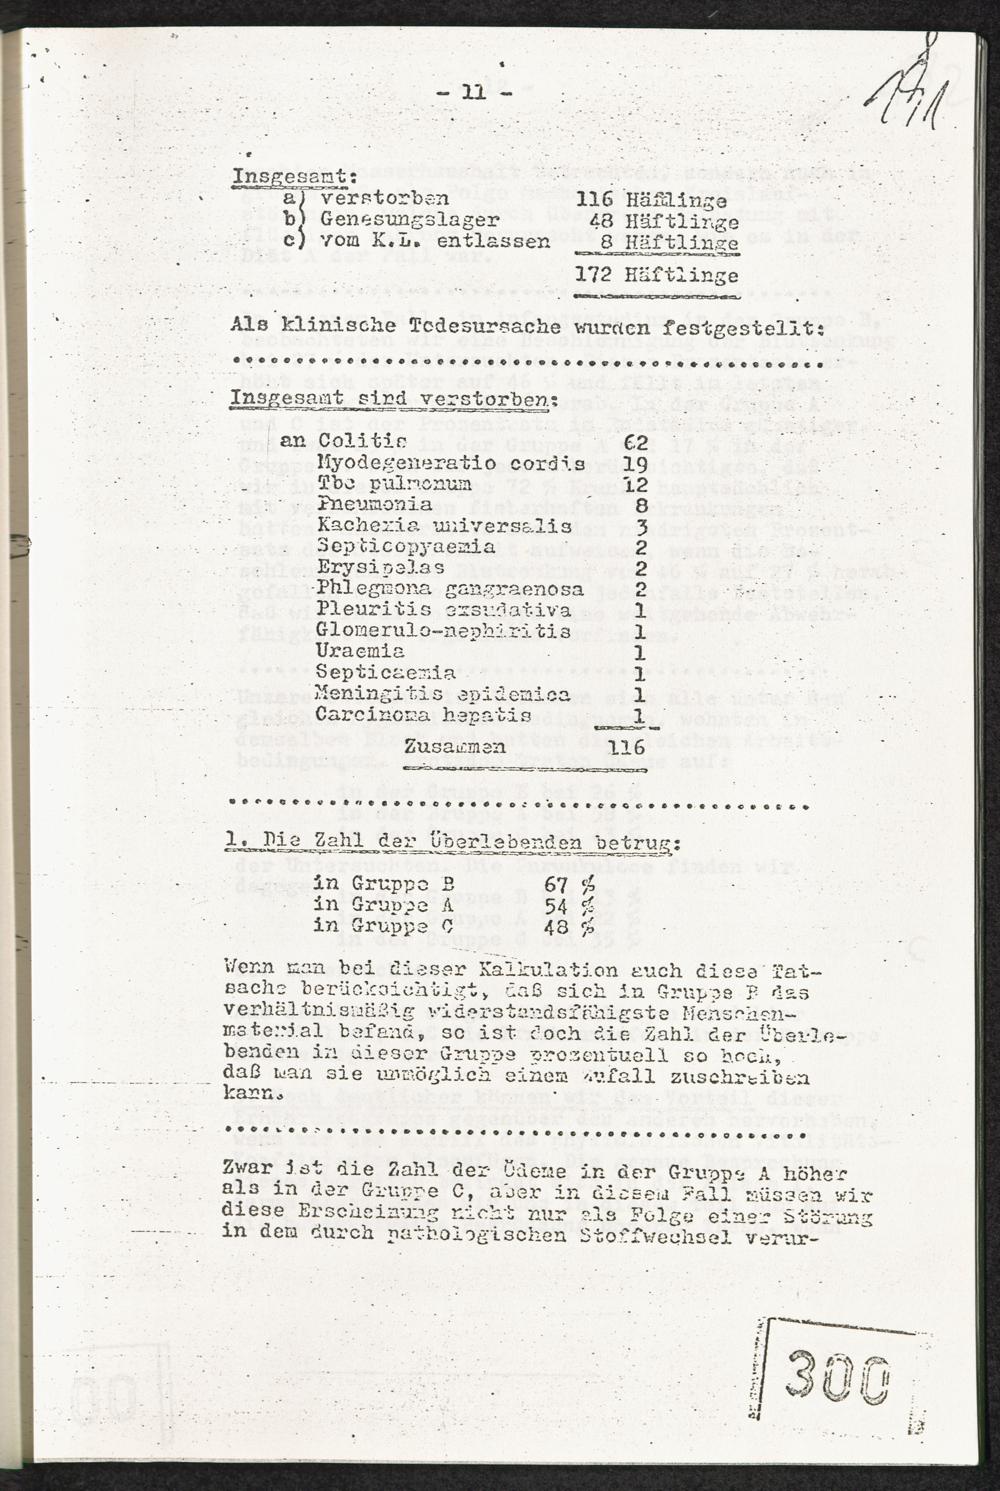 - 11 -
Insgesamt:
a) verstorben 116 Häftlinge
b) Genesungslager 48 Häftlinge
c) vom K.L. entlassen 8 Häftlinge
172 Häftlinge
Als klinische Todesursache wurden festgestellt:
Insgesamt sind verstorben:
an Colitis 62
Myodegeneratio cordis 19
Tbc pulmonum 12
Pneumonia 8
Kachexia universalis 3
Septicopyaemia 2
Erysipelas 2
Phlegmona gangraenosa 2
Pleuritis exsudativa 1
Glomerulo-nephiritis 1
Uraemia 1
Septicaemia 1
Meningitis epidemica 1
Carcinoma hepatis 1
Zusammen 116
1. Die Zahl der Überlebenden betrug:
in Gruppe B 67 %
in Gruppe A 54 %
in Gruppe C 48 %
Wenn man bei dieser Kalkulation auch diese Tat-
sache berücksichtigt, daß sich in Gruppe B das
verhältnismäßig widerstandsfähigste Menschen-
material befand, so ist doch die Zahl der Überle-
benden in dieser Gruppe prozentuell so hoch,
daß man sie unmöglich einem Zufall zuschreiben
kann.
Zwar ist die Zahl der Ödeme in der Gruppe A höher
als in der Gruppe C, aber in diesem Fall müssen wir
diese Erscheinung nicht nur als Folge einer Störung
in dem durch pathologischen Stoffwechsel verur-
300